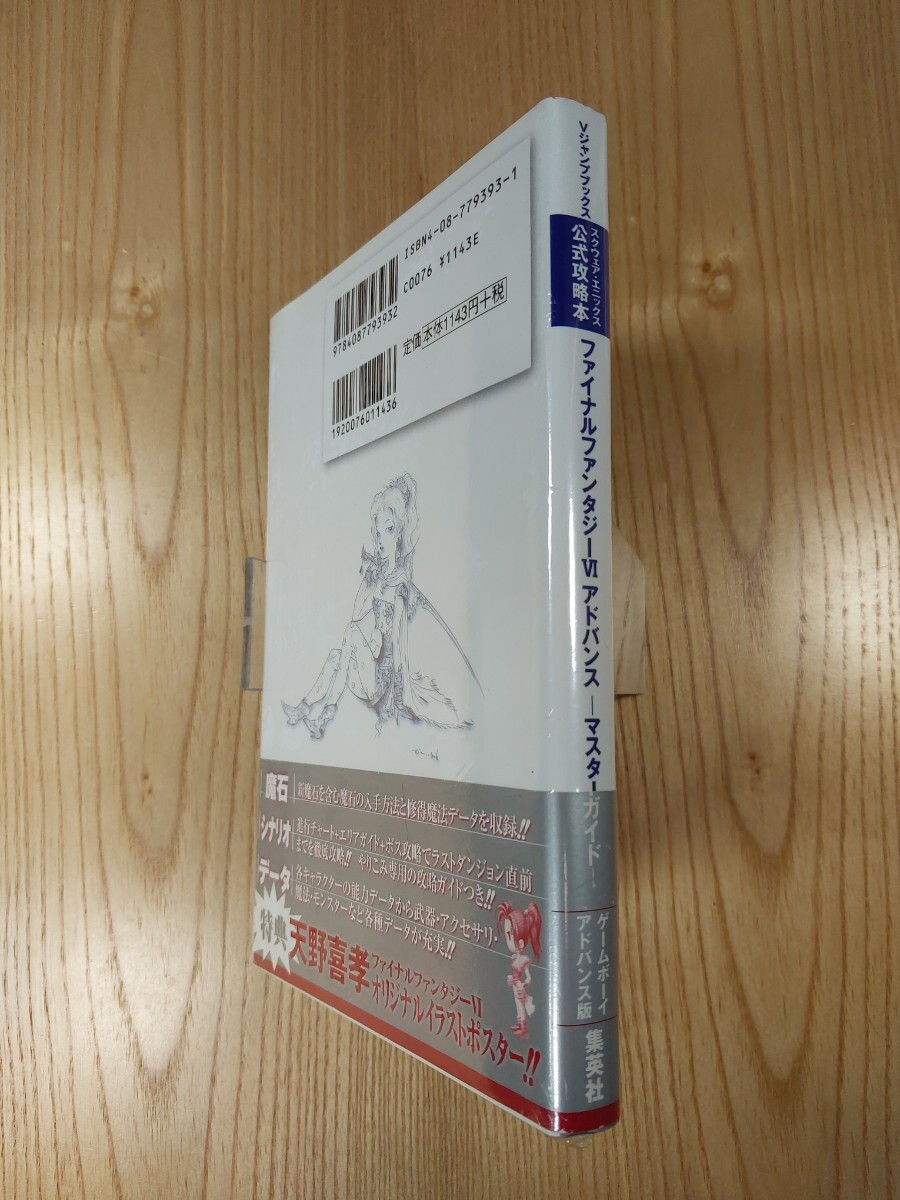 Vジャンプブックス
スクウェア・エニックス
公式攻略本
ファイナルファンタジーVI アドバンス ―マスターガイド―
ゲームボーイ
アドバンス版
集英社
ISBN4-08-779393-1
C0076 ¥1143E
定価 本体1143円+税
9784087793932
1920076011436
魔石
新魔石を含む魔石の入手方法と修得魔法データを収録!!
シナリオ
進行チャート+エリアガイド+ボス攻略でラストダンジョン直前
までを徹底攻略!! やりこみ専用の攻略ガイドつき!!
データ
各キャラクターの能力データから武器・アクセサリ・
魔法・モンスターなど各種データが充実!!
特典
天野喜孝
ファイナルファンタジーVI
オリジナルイラストポスター!!